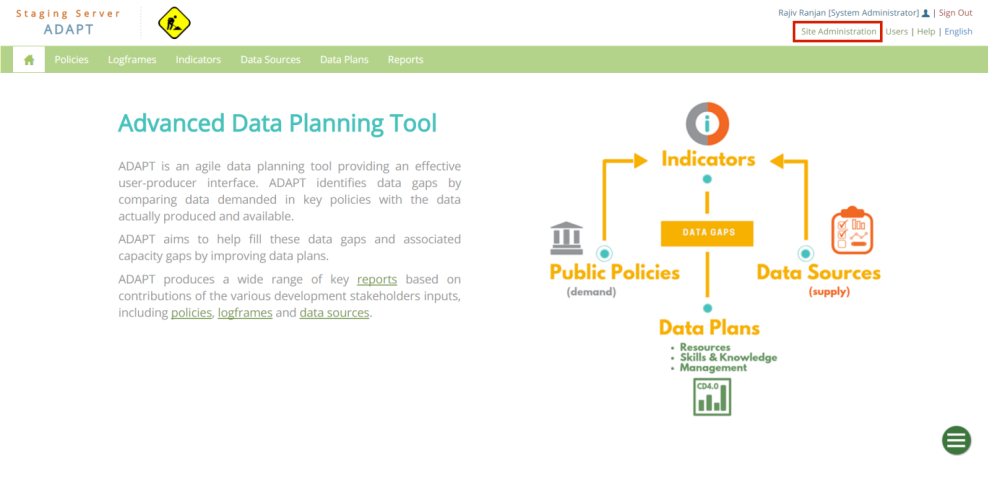 Staging Server
ADAPT
Rajiv Ranjan [System Administrator] | Sign Out
Site Administration | Users | Help | English
Policies Logframes Indicators Data Sources Data Plans Reports
Advanced Data Planning Tool
ADAPT is an agile data planning tool providing an effective
user-producer interface. ADAPT identifies data gaps by
comparing data demanded in key policies with the data
actually produced and available.
ADAPT aims to help fill these data gaps and associated
capacity gaps by improving data plans.
ADAPT produces a wide range of key reports based on
contributions of the various development stakeholders inputs,
including policies, logframes and data sources.
Indicators
DATA GAPS
Public Policies
(demand)
Data Sources
(supply)
Data Plans
• Resources
• Skills & Knowledge
• Management
CD4.0